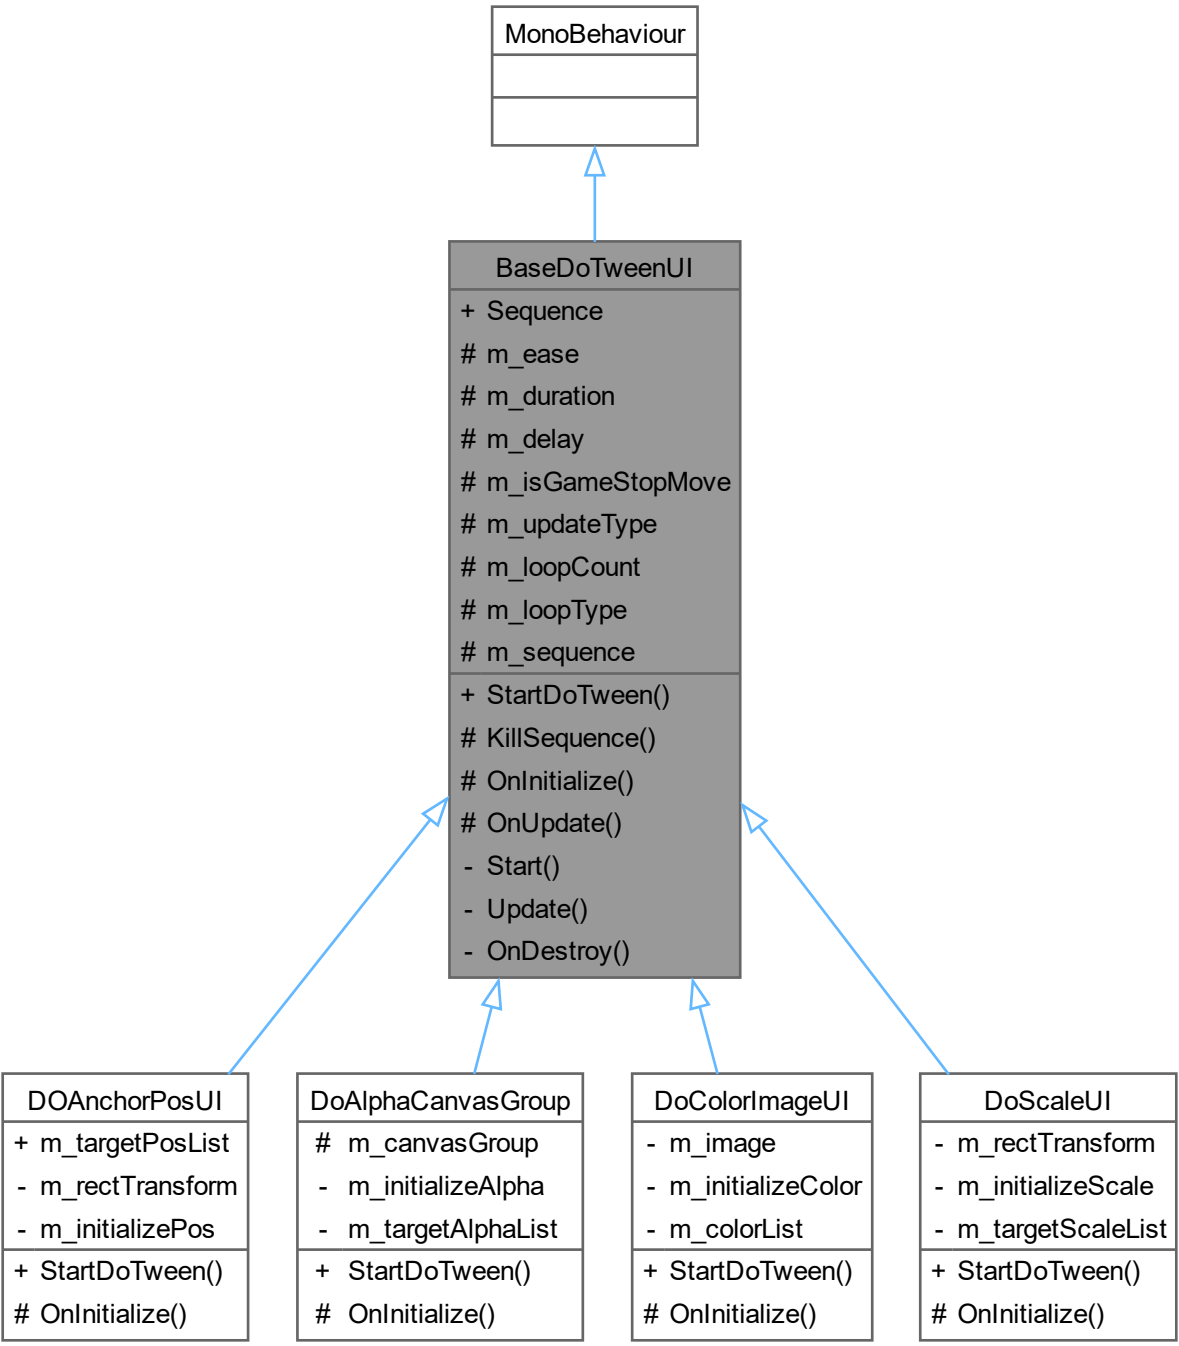 MonoBehaviour
BaseDoTweenUI
+ Sequence
# m_ease
# m_duration
# m_delay
# m_isGameStopMove
# m_updateType
# m_loopCount
# m_loopType
# m_sequence
+ StartDoTween()
# KillSequence()
# OnInitialize()
# OnUpdate()
- Start()
- Update()
- OnDestroy()
DOAnchorPosUI
+ m_targetPosList
- m_rectTransform
- m_initializePos
+ StartDoTween()
# OnInitialize()
DoAlphaCanvasGroup
# m_canvasGroup
- m_initializeAlpha
- m_targetAlphaList
+ StartDoTween()
# OnInitialize()
DoColorImageUI
- m_image
- m_initializeColor
- m_colorList
+ StartDoTween()
# OnInitialize()
DoScaleUI
- m_rectTransform
- m_initializeScale
- m_targetScaleList
+ StartDoTween()
# OnInitialize()